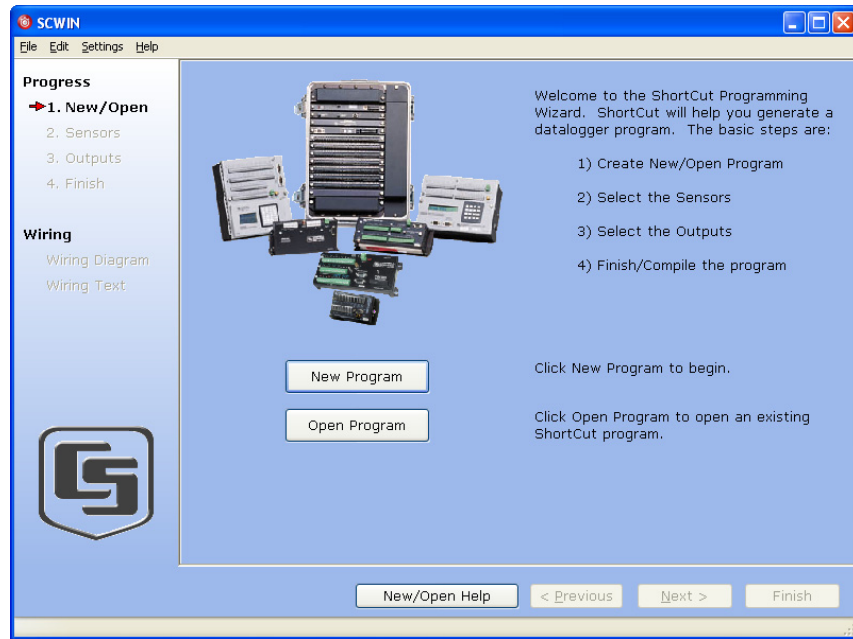 SCWIN
File Edit Settings Help
Progress
1. New/Open
2. Sensors
3. Outputs
4. Finish
Wiring
Wiring Diagram
Wiring Text
Welcome to the ShortCut Programming
Wizard. ShortCut will help you generate a
datalogger program. The basic steps are:
1) Create New/Open Program
2) Select the Sensors
3) Select the Outputs
4) Finish/Compile the program
New Program
Click New Program to begin.
Open Program
Click Open Program to open an existing
ShortCut program.
New/Open Help
< Previous
Next >
Finish